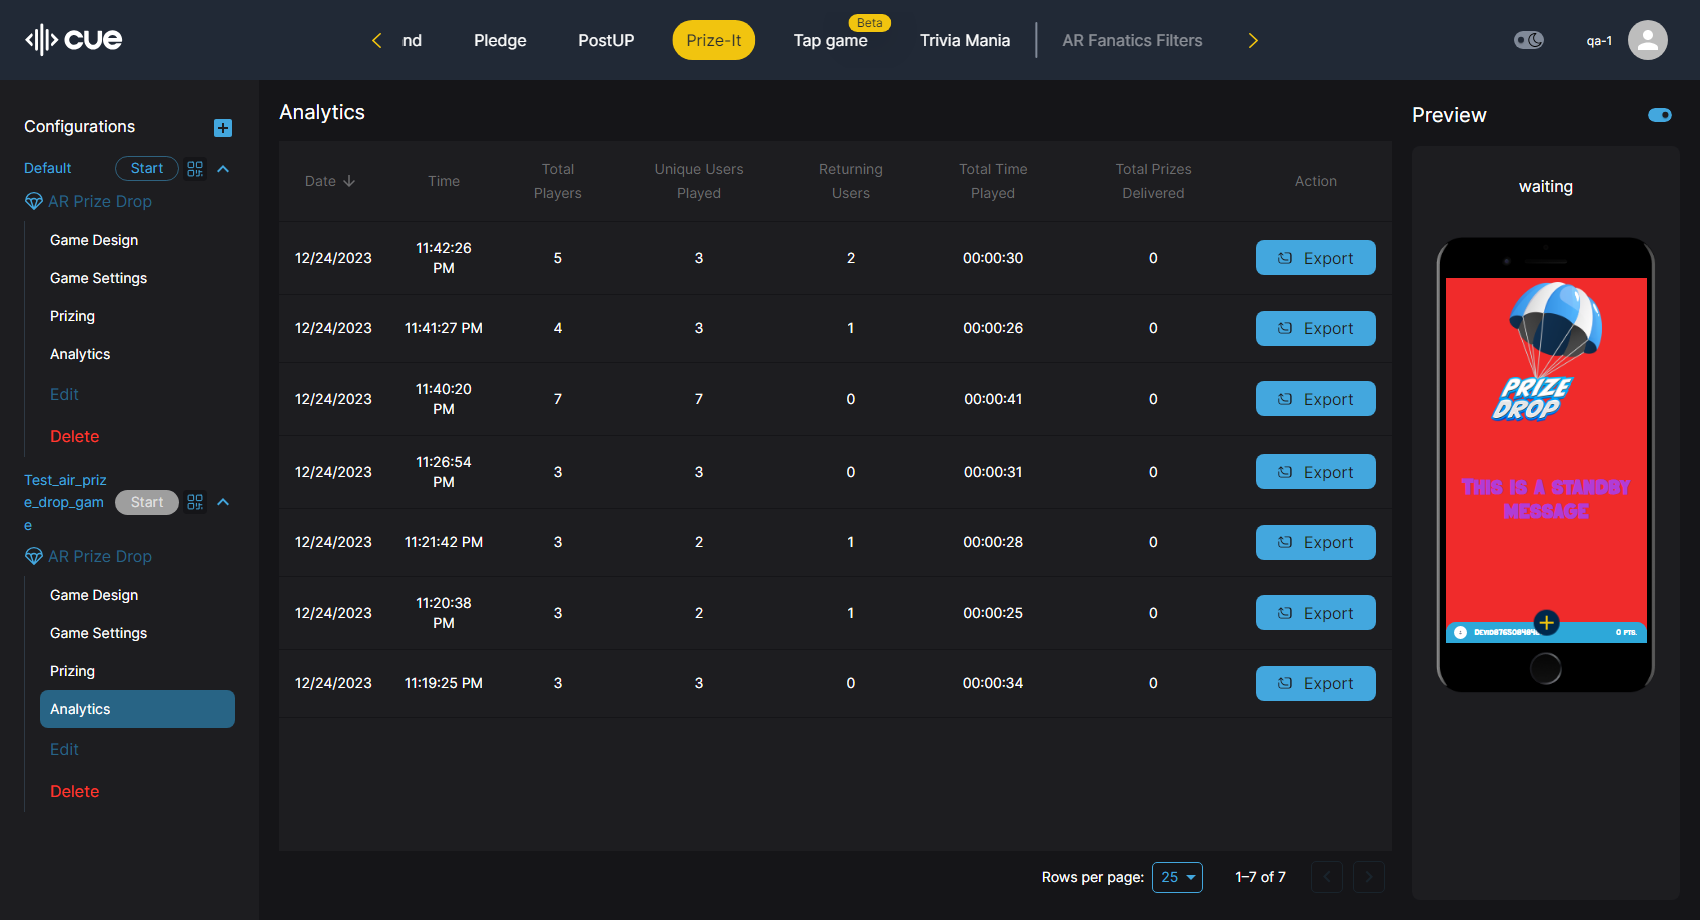 cue
nd
Pledge
PostUP
Prize-It
Tap game
Beta
Trivia Mania
AR Fanatics Filters
qa-1
Configurations
Default
Start
AR Prize Drop
Game Design
Game Settings
Prizing
Analytics
Edit
Delete
Test_air_priz
e_drop_gam
e
Start
AR Prize Drop
Game Design
Game Settings
Prizing
Analytics
Edit
Delete
Analytics
Date
Time
Total
Players
Unique Users
Played
Returning
Users
Total Time
Played
Total Prizes
Delivered
Action
12/24/2023 11:42:26 PM 5 3 2 00:00:30 0 Export
12/24/2023 11:41:27 PM 4 3 1 00:00:26 0 Export
12/24/2023 11:40:20 PM 7 7 0 00:00:41 0 Export
12/24/2023 11:26:54 PM 3 3 0 00:00:31 0 Export
12/24/2023 11:21:42 PM 3 2 1 00:00:28 0 Export
12/24/2023 11:20:38 PM 3 2 1 00:00:25 0 Export
12/24/2023 11:19:25 PM 3 3 0 00:00:34 0 Export
Rows per page: 25 1–7 of 7
Preview
waiting
PRIZE
DROP
THIS IS A STANDBY
MESSAGE
0 PTS.